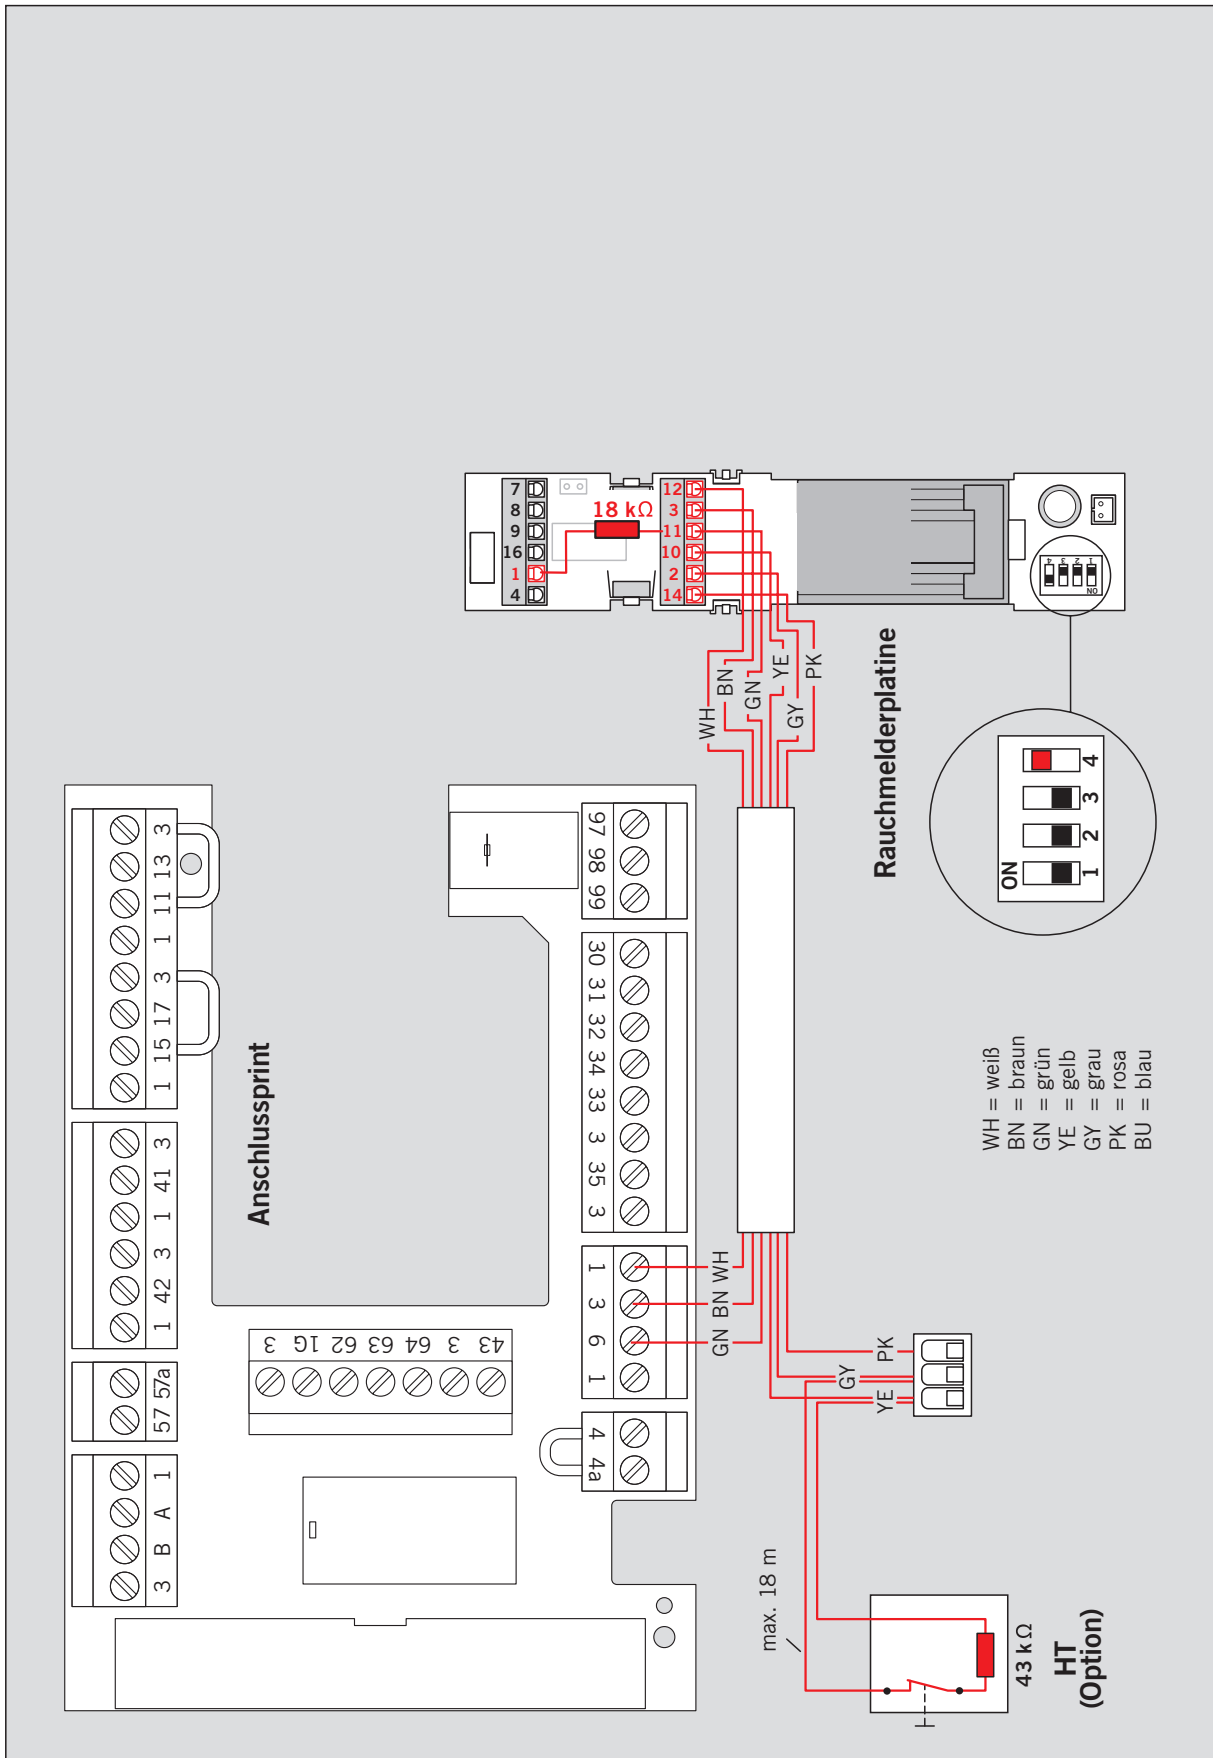 3 B A 1
57 57a
1 42 3 1 41 3
1 15 17 3 1 11 13 3
Anschlussprint
3 1G 62 63 64 3 43
4a 4
1 6 3 1
3 35 3 33 34 32 31 30
99 98 97
GN BN WH
YE GY PK
WH
BN
GN
YE
GY
PK
7
8
9
16
1
4
18 kΩ
12
3
11
10
2
14
Rauchmelderplatine
ON
1 2 3 4
ON
1 2 3 4
max. 18 m
43 kΩ
HT
(Option)
WH = weiß
BN = braun
GN = grün
YE = gelb
GY = grau
PK = rosa
BU = blau